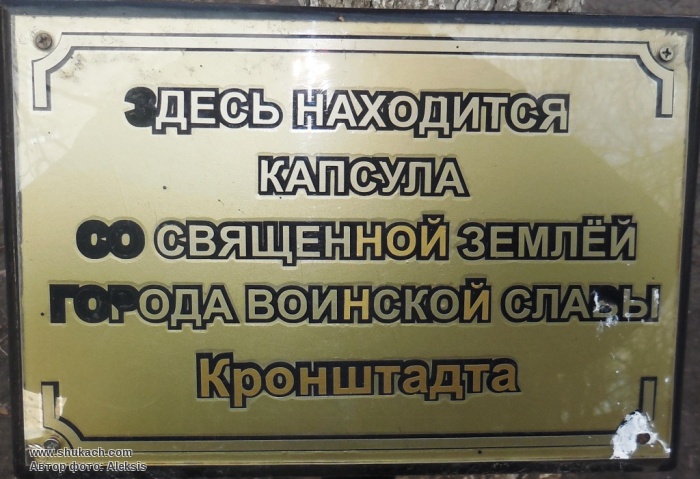 ЗДЕСЬ НАХОДИТСЯ
КАПСУЛА
СО СВЯЩЕННОЙ ЗЕМЛЁЙ
ГОРОДА ВОИНСКОЙ СЛАВЫ
Кронштадта
www.shukach.com
Автор фото: Aleksis